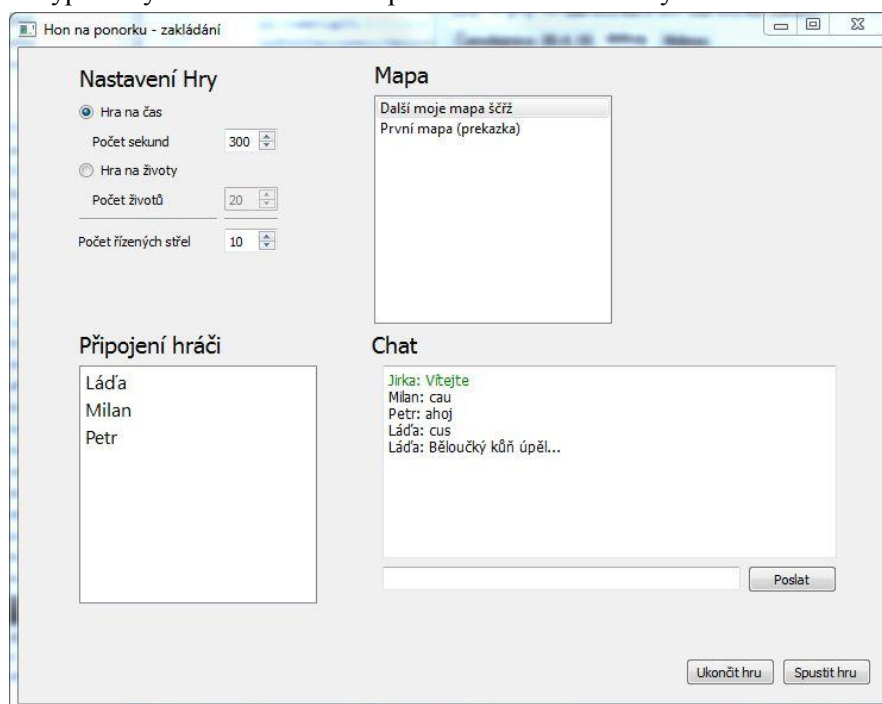 Hon na ponorku - zakládání
Nastavení Hry
Hra na čas
Počet sekund 300
Hra na životy
Počet životů 20
Počet řízených střel 10
Mapa
Další moje mapa ščřž
První mapa (prekazka)
Připojení hráči
Láďa
Milan
Petr
Chat
Jirka: Vítejte
Milan: cau
Petr: ahoj
Láďa: cus
Láďa: Běloučký kůň úpěl...
Poslat
Ukončit hru Spustit hru